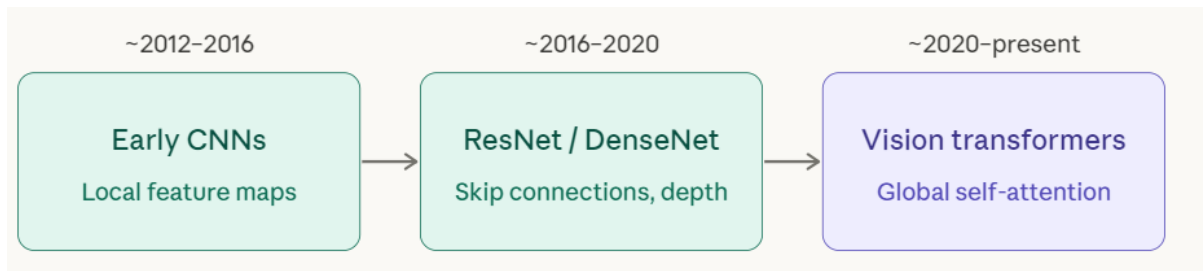 ~2012–2016
~2016–2020
~2020–present
Early CNNs
Local feature maps
ResNet / DenseNet
Skip connections, depth
Vision transformers
Global self-attention